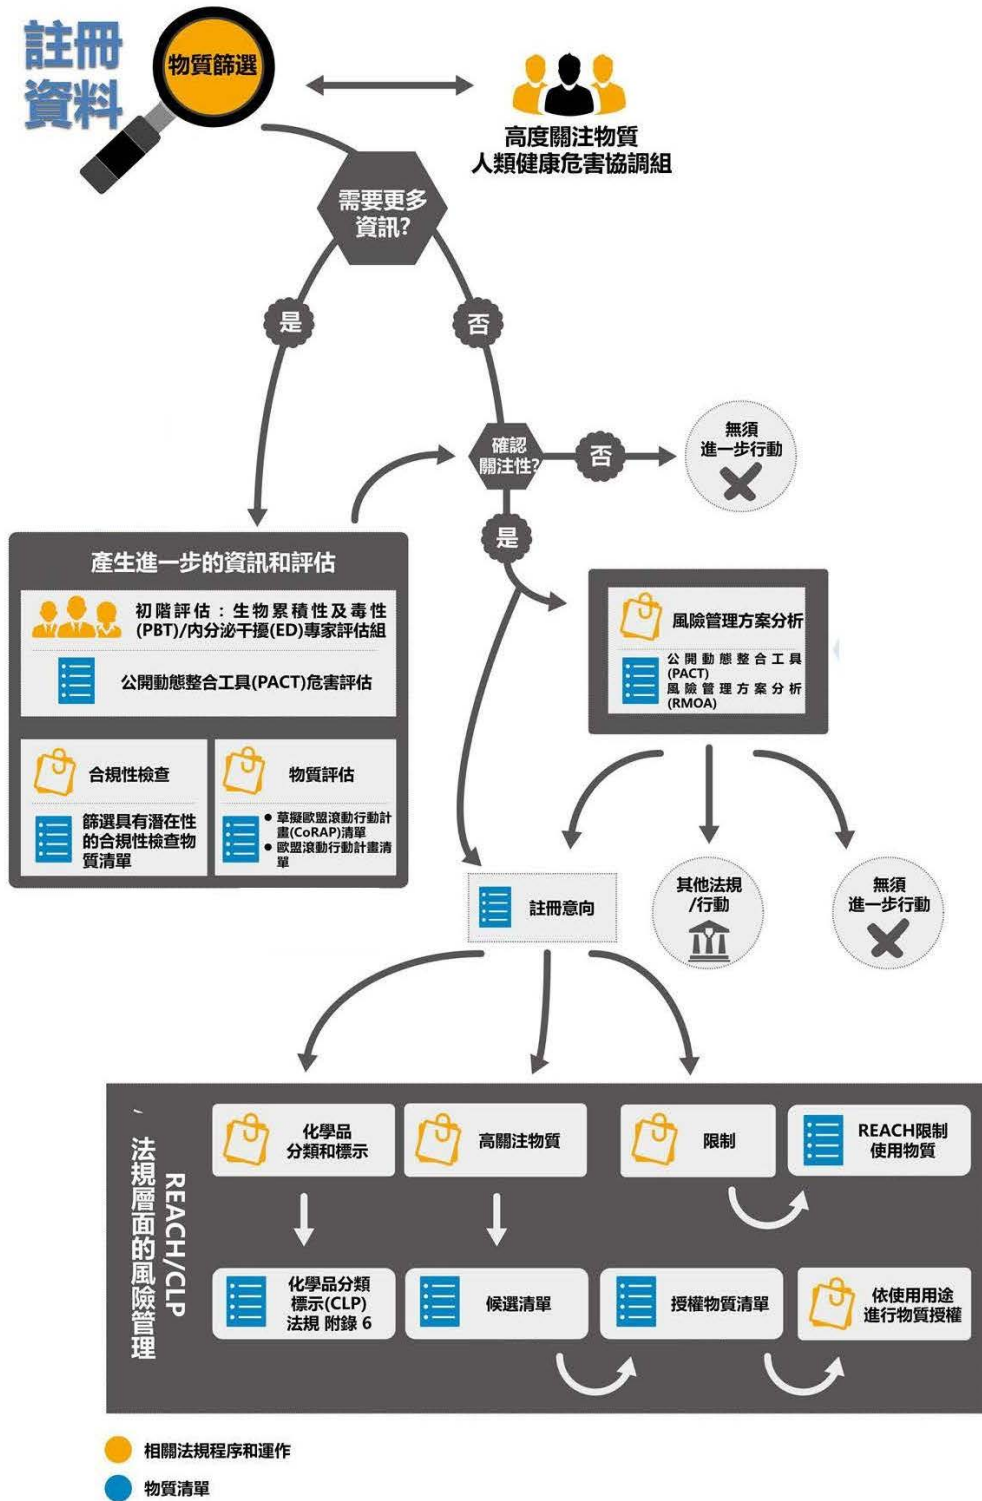 註冊
資料
物質篩選
高度關注物質
人類健康危害協調組
需要更多
資訊?
是
否
確認
關注性?
否
無須
進一步行動
是
產生進一步的資訊和評估
初階評估：生物累積性及毒性
(PBT)/內分泌干擾(ED)專家評估組
公開動態整合工具(PACT)危害評估
合規性檢查
篩選具有潛在性
的合規性檢查物
質清單
物質評估
● 草擬歐盟滾動行動計
畫(CoRAP)清單
● 歐盟滾動行動計畫清
單
風險管理方案分析
公開動態整合工具
(PACT)
風險管理方案分析
(RMOA)
註冊意向
其他法規
/行動
無須
進一步行動
REACH/CLP
法規層面的風險管理
化學品
分類和標示
高關注物質
限制
REACH限制
使用物質
化學品分類
標示(CLP)
法規 附錄 6
候選清單
授權物質清單
依使用用途
進行物質授權
相關法規程序和運作
物質清單